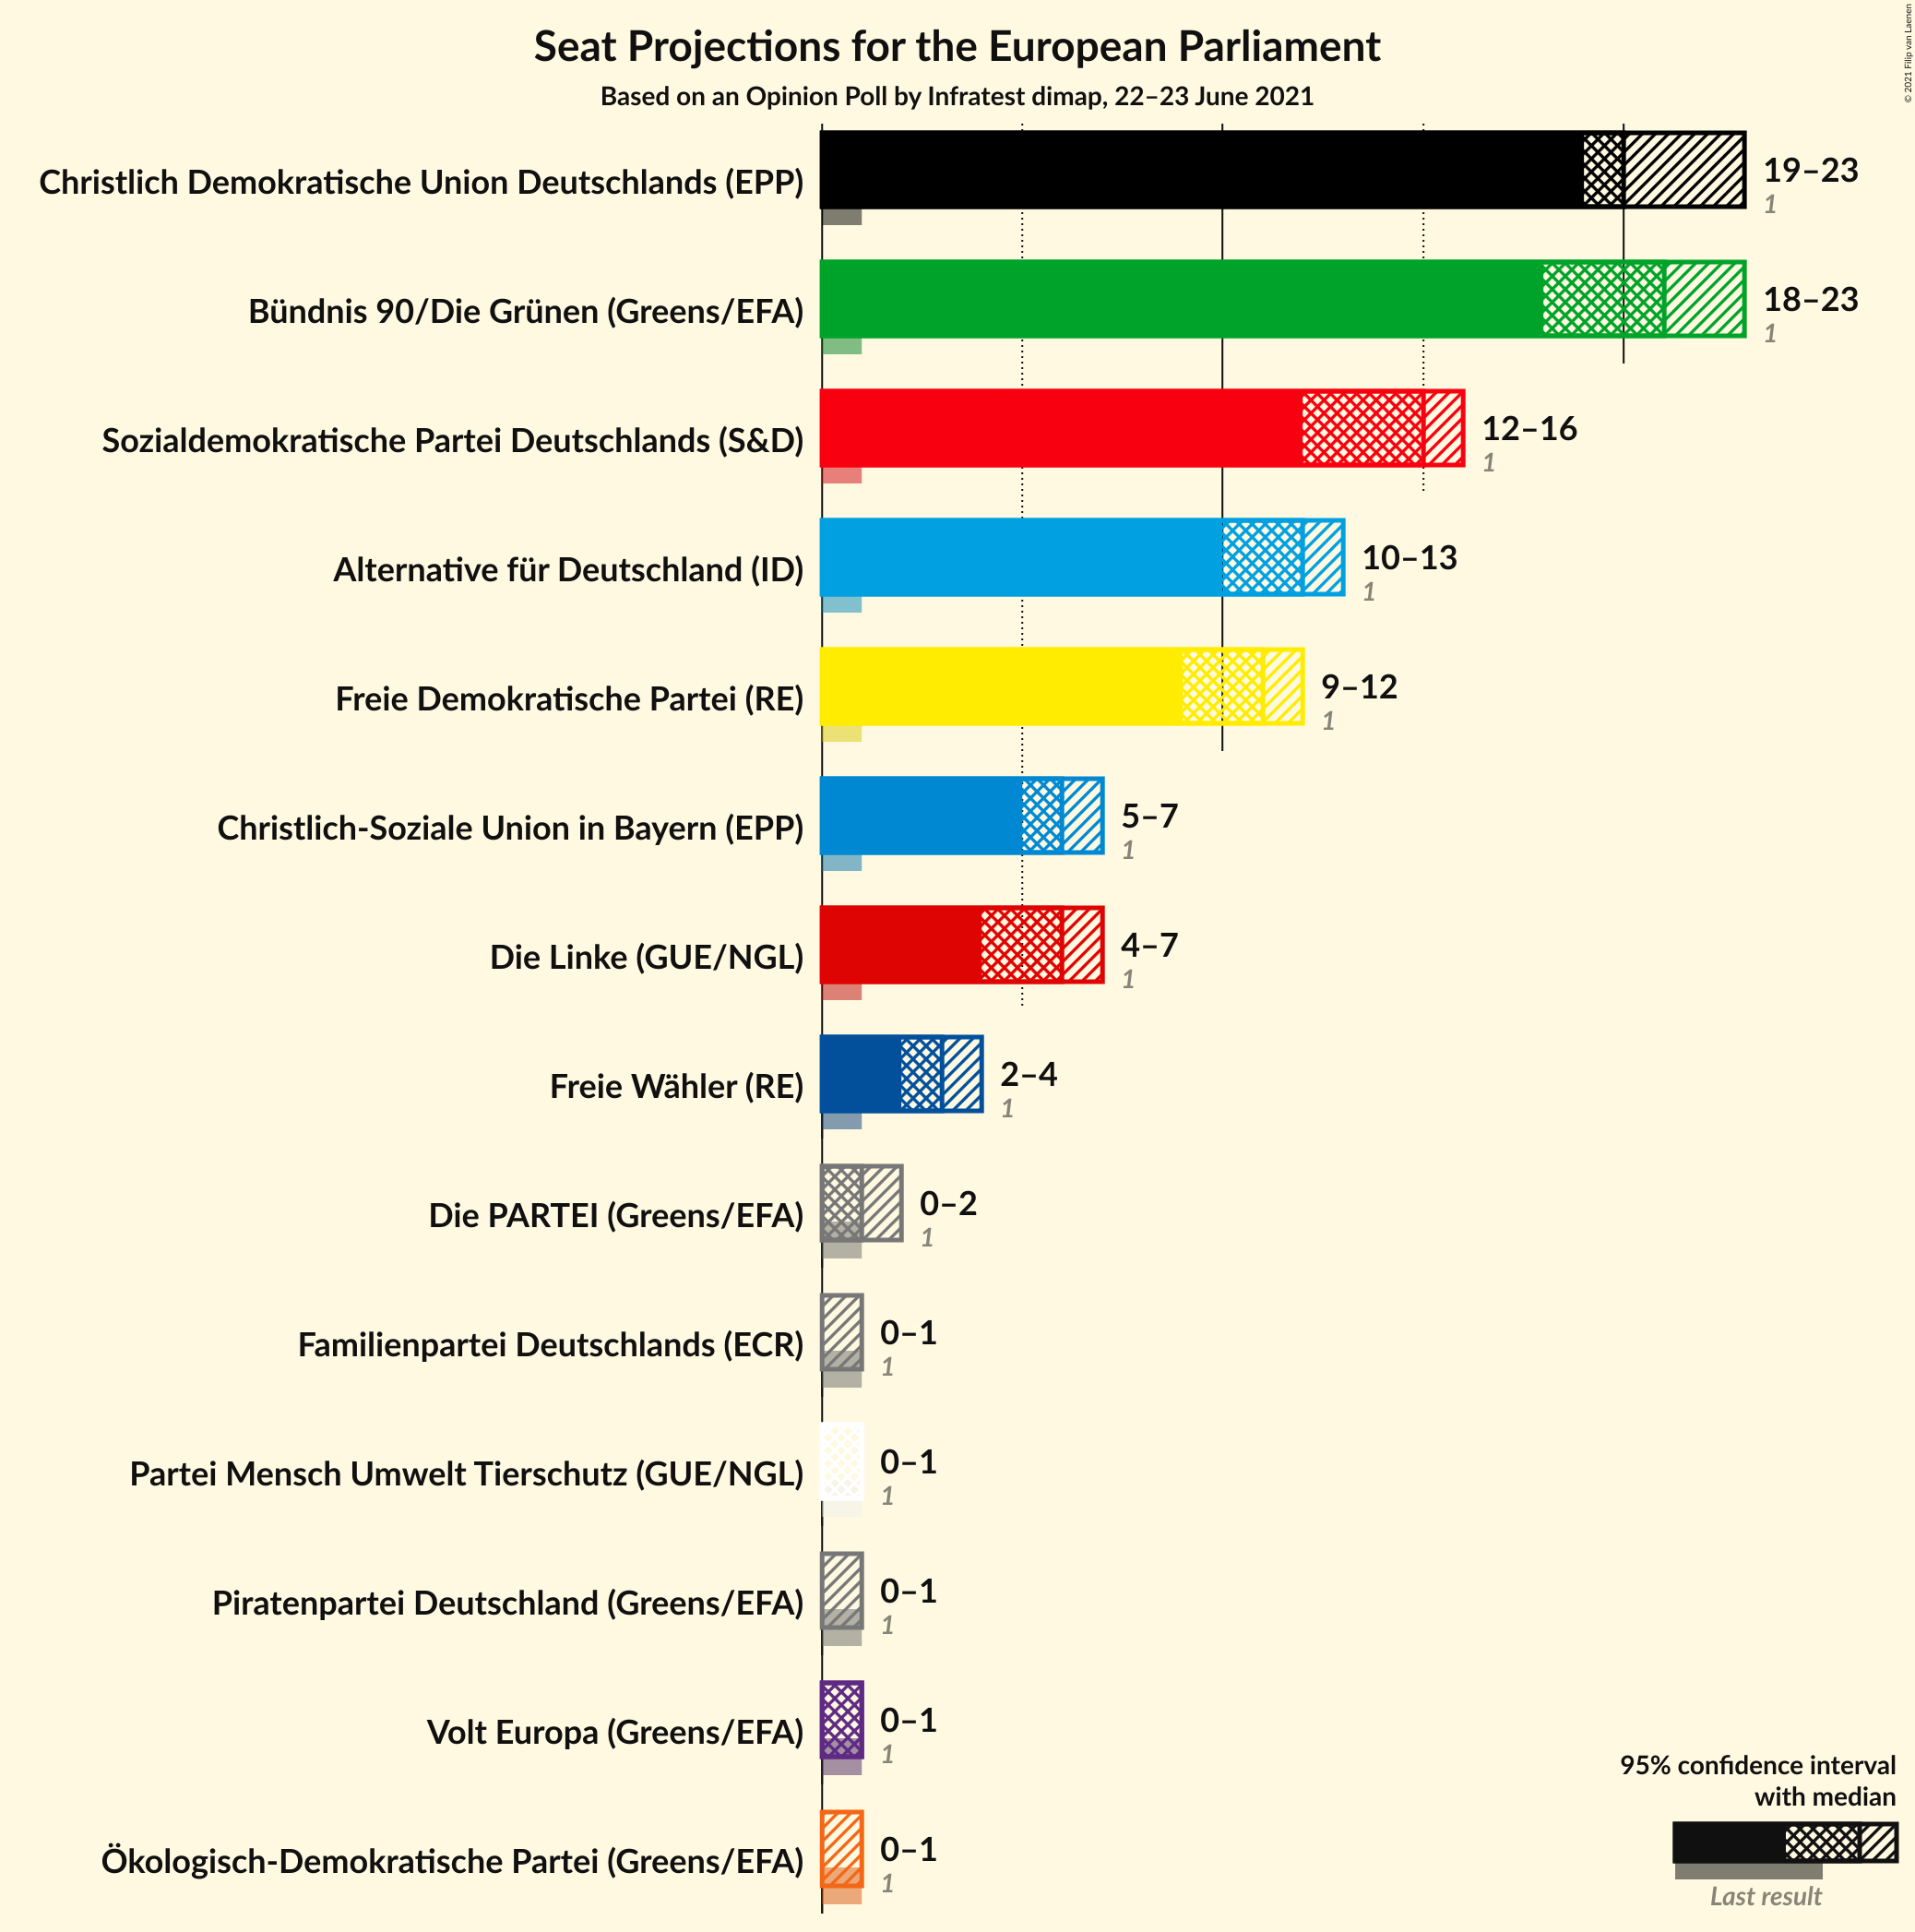 Seat Projections for the European Parliament
Based on an Opinion Poll by Infratest dimap, 22–23 June 2021
© 2021 Filip van Laenen
Christlich Demokratische Union Deutschlands (EPP)
19–23
1
Bündnis 90/Die Grünen (Greens/EFA)
18–23
1
Sozialdemokratische Partei Deutschlands (S&D)
12–16
1
Alternative für Deutschland (ID)
10–13
1
Freie Demokratische Partei (RE)
9–12
1
Christlich-Soziale Union in Bayern (EPP)
5–7
1
Die Linke (GUE/NGL)
4–7
1
Freie Wähler (RE)
2–4
1
Die PARTEI (Greens/EFA)
0–2
1
Familienpartei Deutschlands (ECR)
0–1
1
Partei Mensch Umwelt Tierschutz (GUE/NGL)
0–1
1
Piratenpartei Deutschland (Greens/EFA)
0–1
1
Volt Europa (Greens/EFA)
0–1
1
Ökologisch-Demokratische Partei (Greens/EFA)
0–1
1
95% confidence interval
with median
Last result